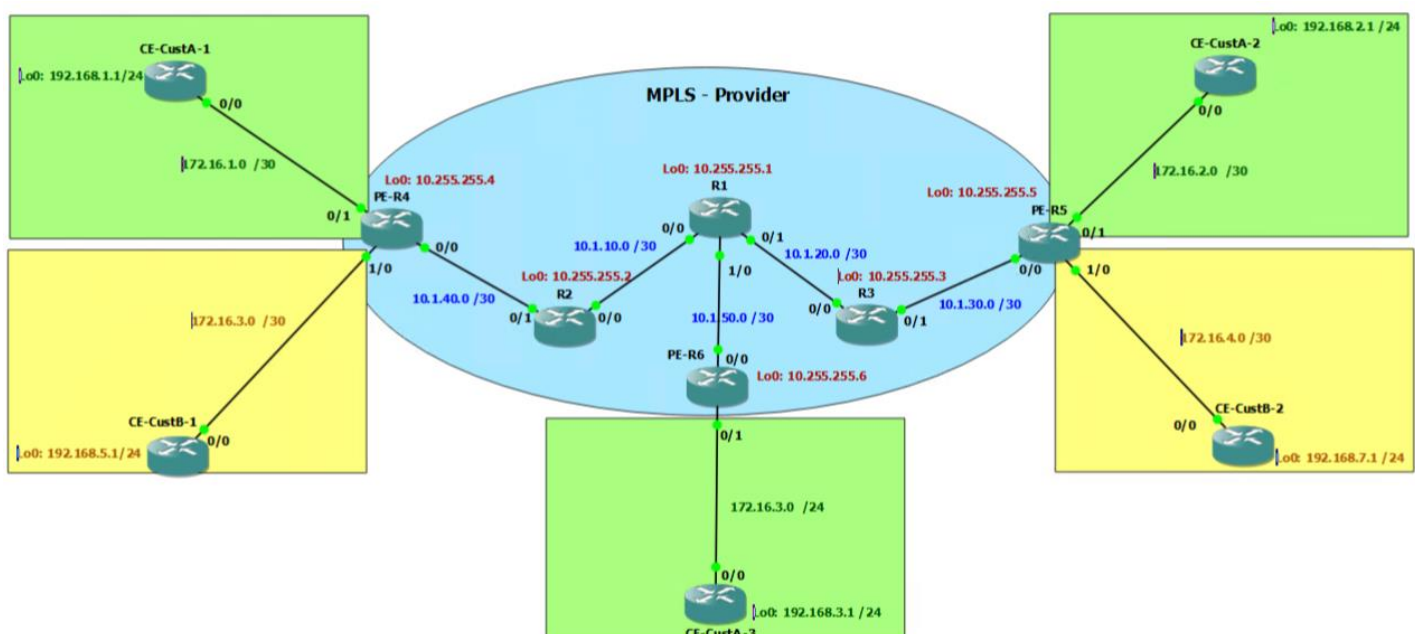 CE-CustA-1
Lo0: 192.168.1.1/24
0/0
172.16.1.0 /30
0/1
MPLS - Provider
Lo0: 192.168.2.1 /24
CE-CustA-2
0/0
172.16.2.0 /30
0/1
Lo0: 10.255.255.4
PE-R4
0/0
1/0
Lo0: 10.255.255.1
R1
0/0
0/1
1/0
Lo0: 10.255.255.5
PE-R5
0/0
1/0
10.1.10.0 /30
10.1.20.0 /30
Lo0: 10.255.255.2
R2
0/1
0/0
Lo0: 10.255.255.3
R3
0/0
0/1
10.1.40.0 /30
10.1.50.0 /30
10.1.30.0 /30
172.16.3.0 /30
172.16.4.0 /30
PE-R6
0/0
Lo0: 10.255.255.6
0/1
CE-CustB-1
0/0
Lo0: 192.168.5.1/24
CE-CustB-2
0/0
Lo0: 192.168.7.1 /24
172.16.3.0 /24
0/0
Lo0: 192.168.3.1 /24
CE-CustA-3